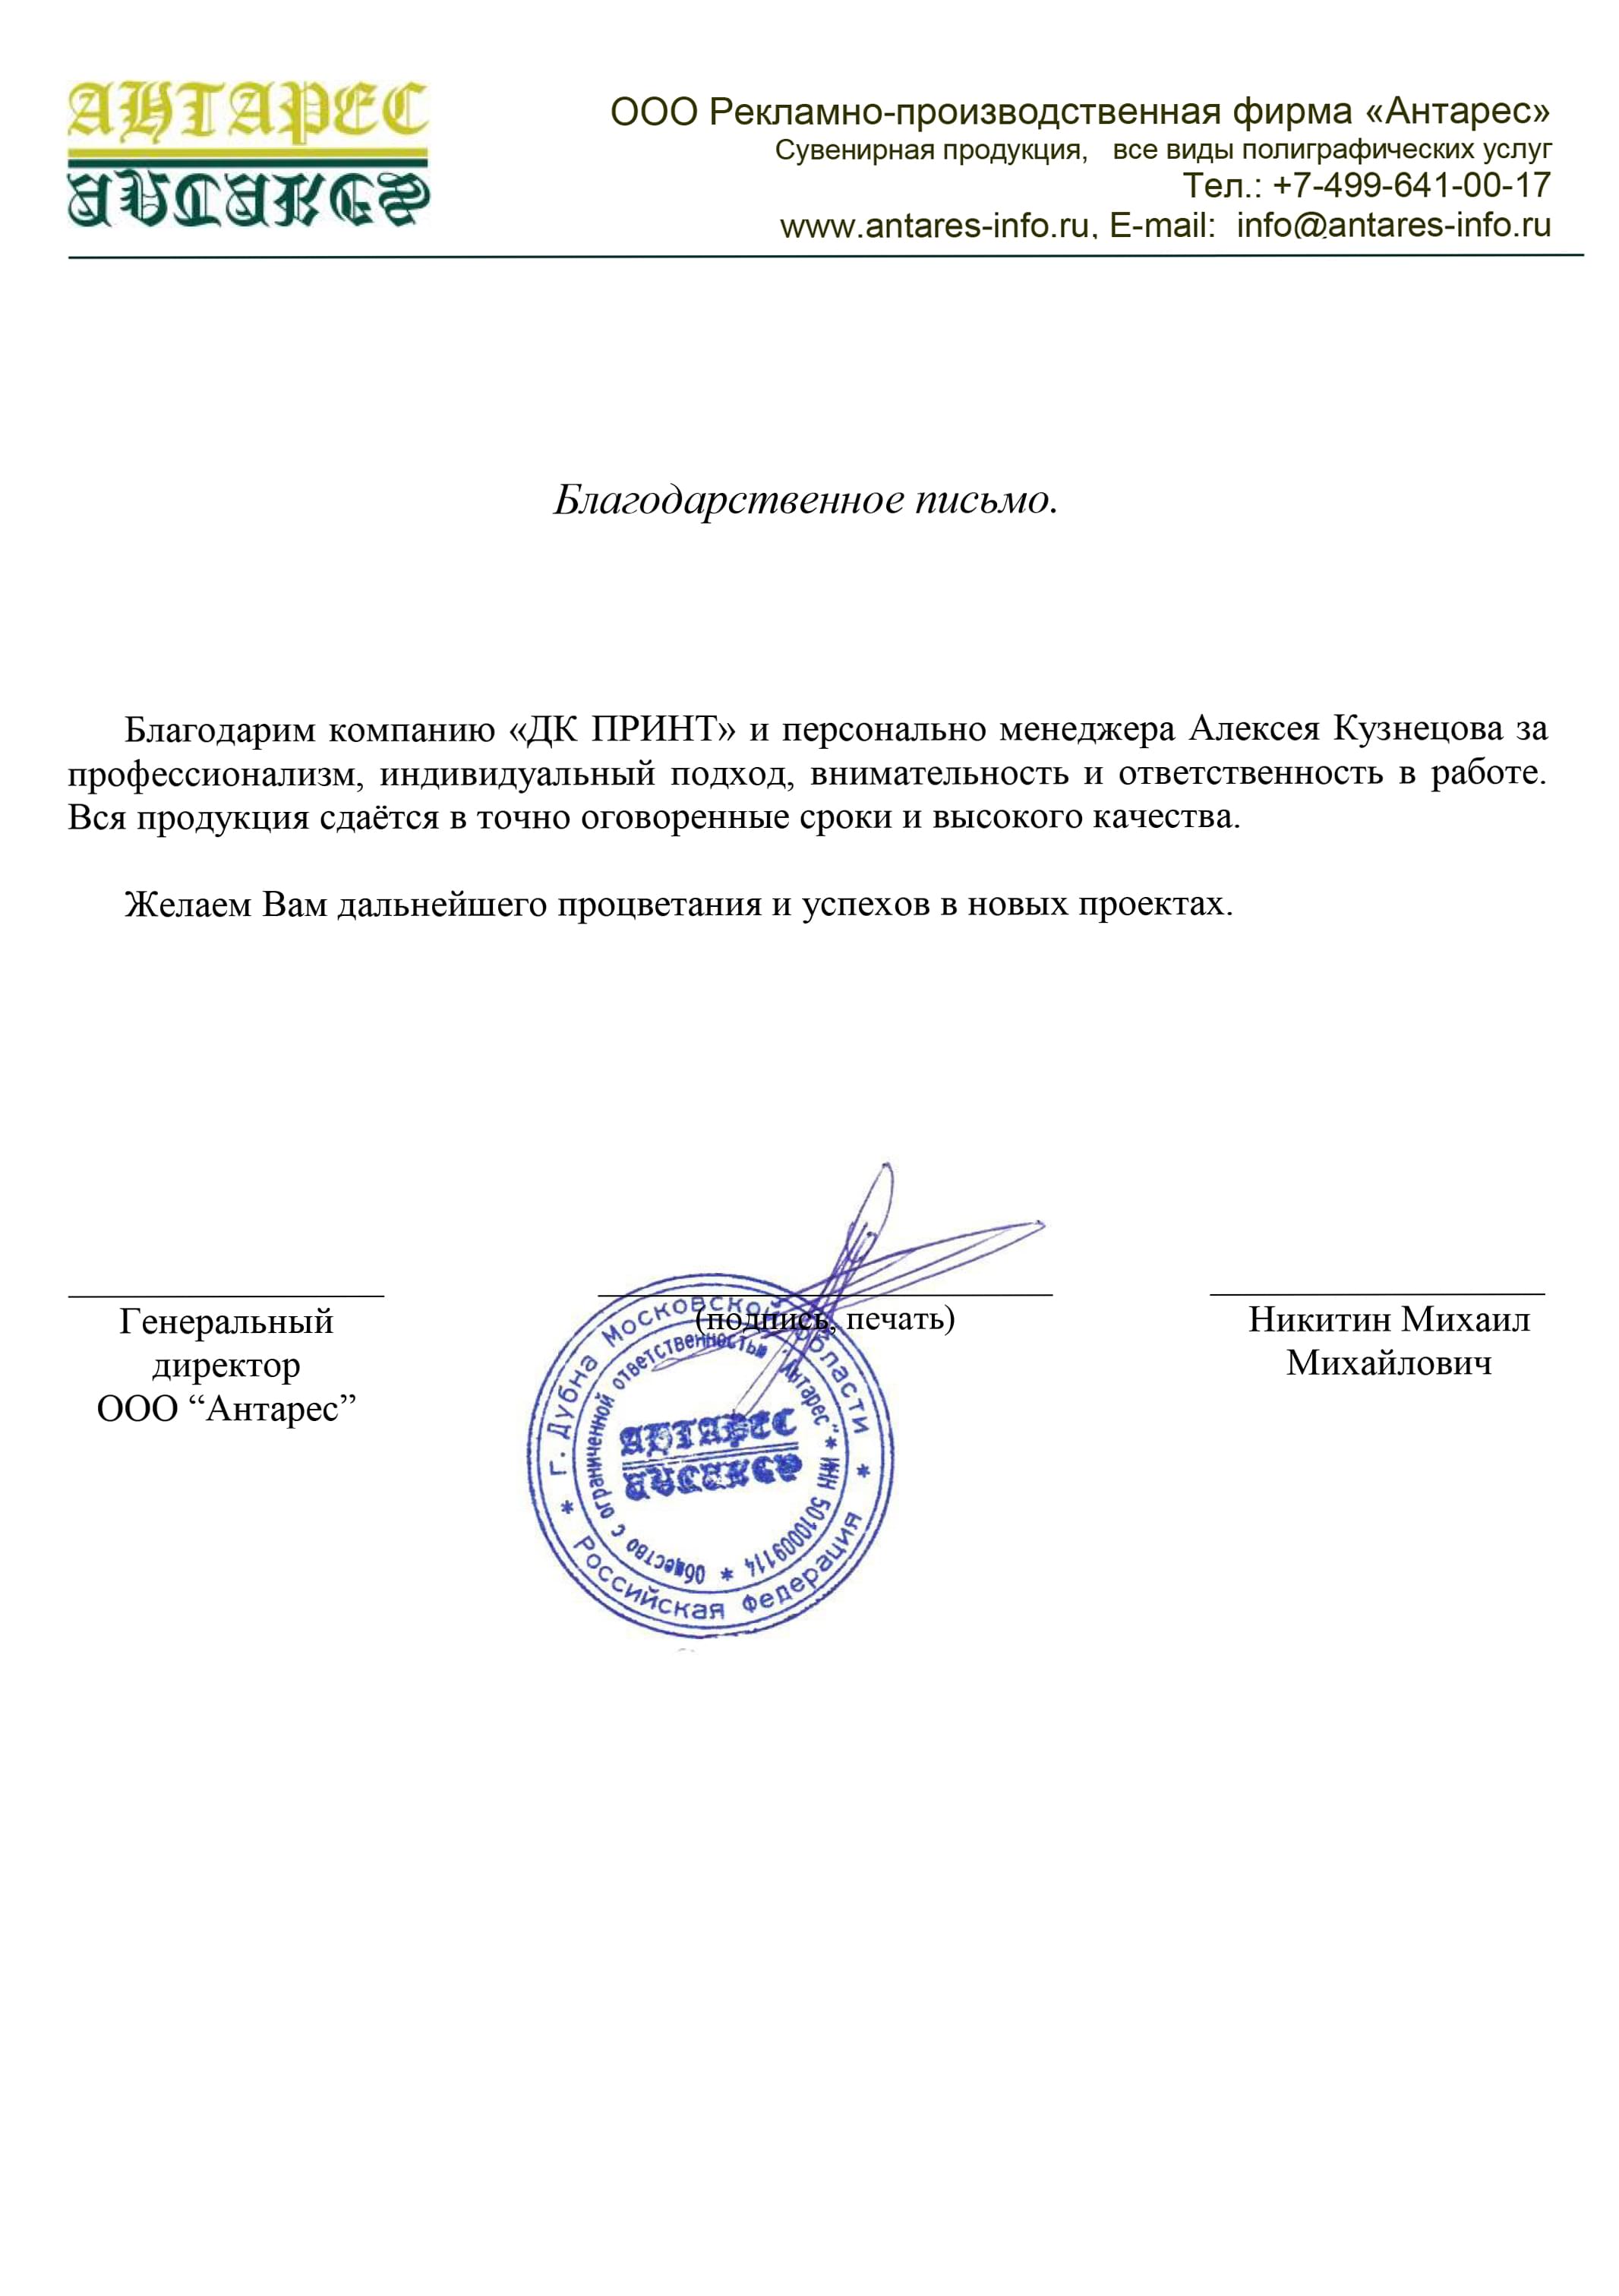 АНТАРЕС
ООО Рекламно-производственная фирма «Антарес»
Сувенирная продукция, все виды полиграфических услуг
Тел.: +7-499-641-00-17
www.antares-info.ru, E-mail: info@antares-info.ru
Благодарственное письмо.
Благодарим компанию «ДК ПРИНТ» и персонально менеджера Алексея Кузнецова за
профессионализм, индивидуальный подход, внимательность и ответственность в работе.
Вся продукция сдаётся в точно оговоренные сроки и высокого качества.
Желаем Вам дальнейшего процветания и успехов в новых проектах.
Генеральный
директор
ООО “Антарес”
(подпись, печать)
Никитин Михаил
Михайлович
* г. Дубна Московской области *
Российская Федерация
Общество с ограниченной ответственностью "Антарес" * ИНН 5010009114 *
АНТАРЕС